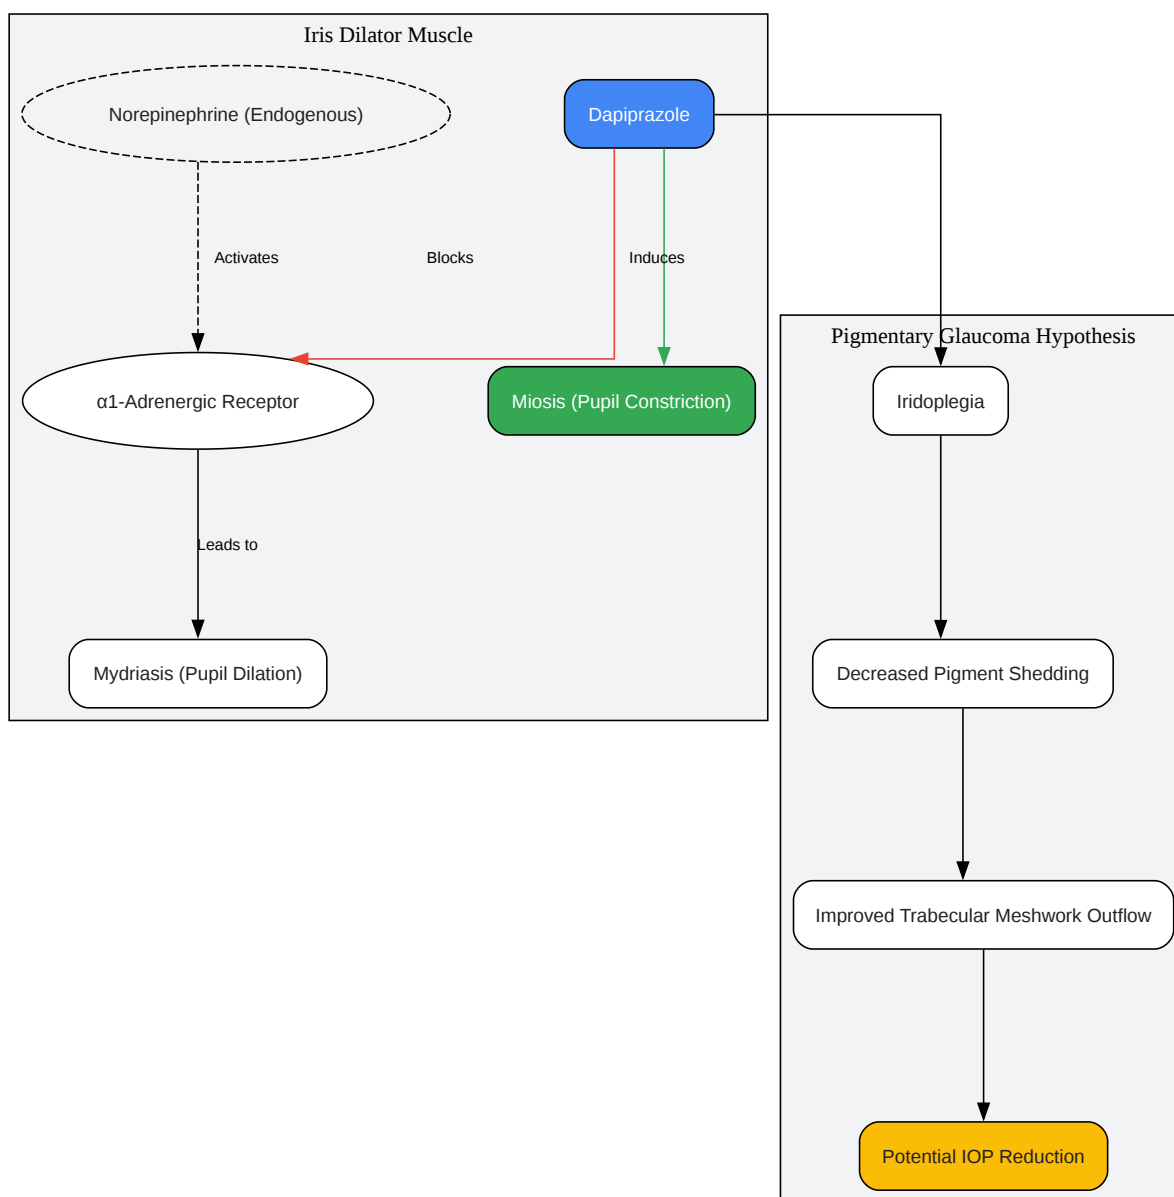 Iris Dilator Muscle
Norepinephrine (Endogenous)
Dapiprazole
Activates
Blocks
Induces
Pigmentary Glaucoma Hypothesis
α1-Adrenergic Receptor
Miosis (Pupil Constriction)
Iridoplegia
Leads to
Mydriasis (Pupil Dilation)
Decreased Pigment Shedding
Improved Trabecular Meshwork Outflow
Potential IOP Reduction